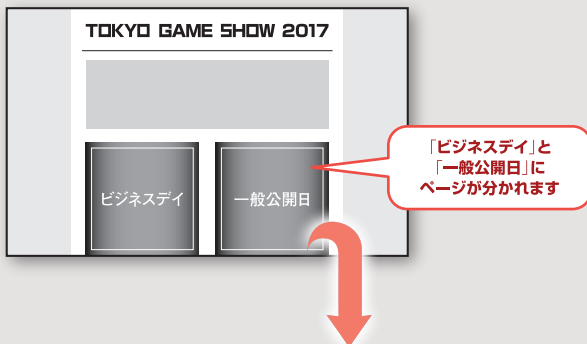 TOKYO GAME SHOW 2017
ビジネスデイ
一般公開日
「ビジネスデイ」と
「一般公開日」に
ページが分かれます